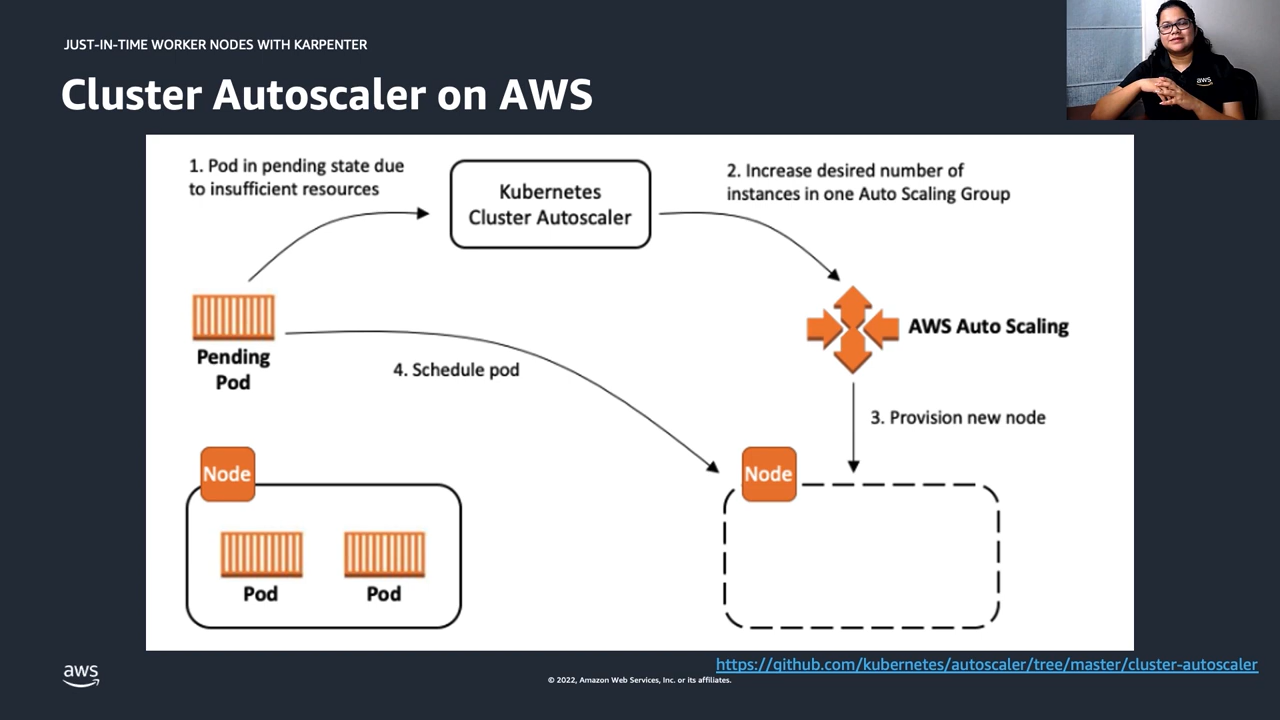 JUST-IN-TIME WORKER NODES WITH KARPENTER
Cluster Autoscaler on AWS
aws
1. Pod in pending state due
to insufficient resources
Kubernetes
Cluster Autoscaler
2. Increase desired number of
instances in one Auto Scaling Group
AWS Auto Scaling
Pending
Pod
4. Schedule pod
3. Provision new node
Node
Pod
Pod
Node
https://github.com/kubernetes/autoscaler/tree/master/cluster-autoscaler
aws
© 2022, Amazon Web Services, Inc. or its affiliates.